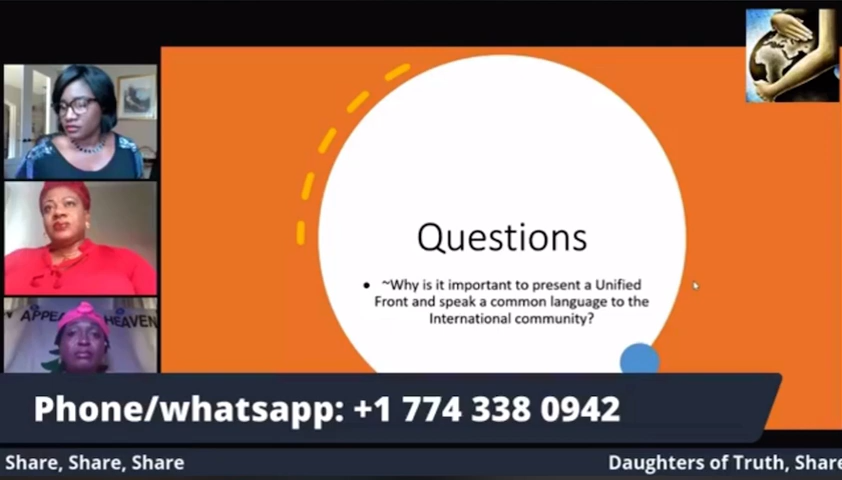 APPEA HEAVEN
Questions
• ~Why is it important to present a Unified
Front and speak a common language to the
International community?
Phone/whatsapp: +1 774 338 0942
Share, Share, Share
Daughters of Truth, Share